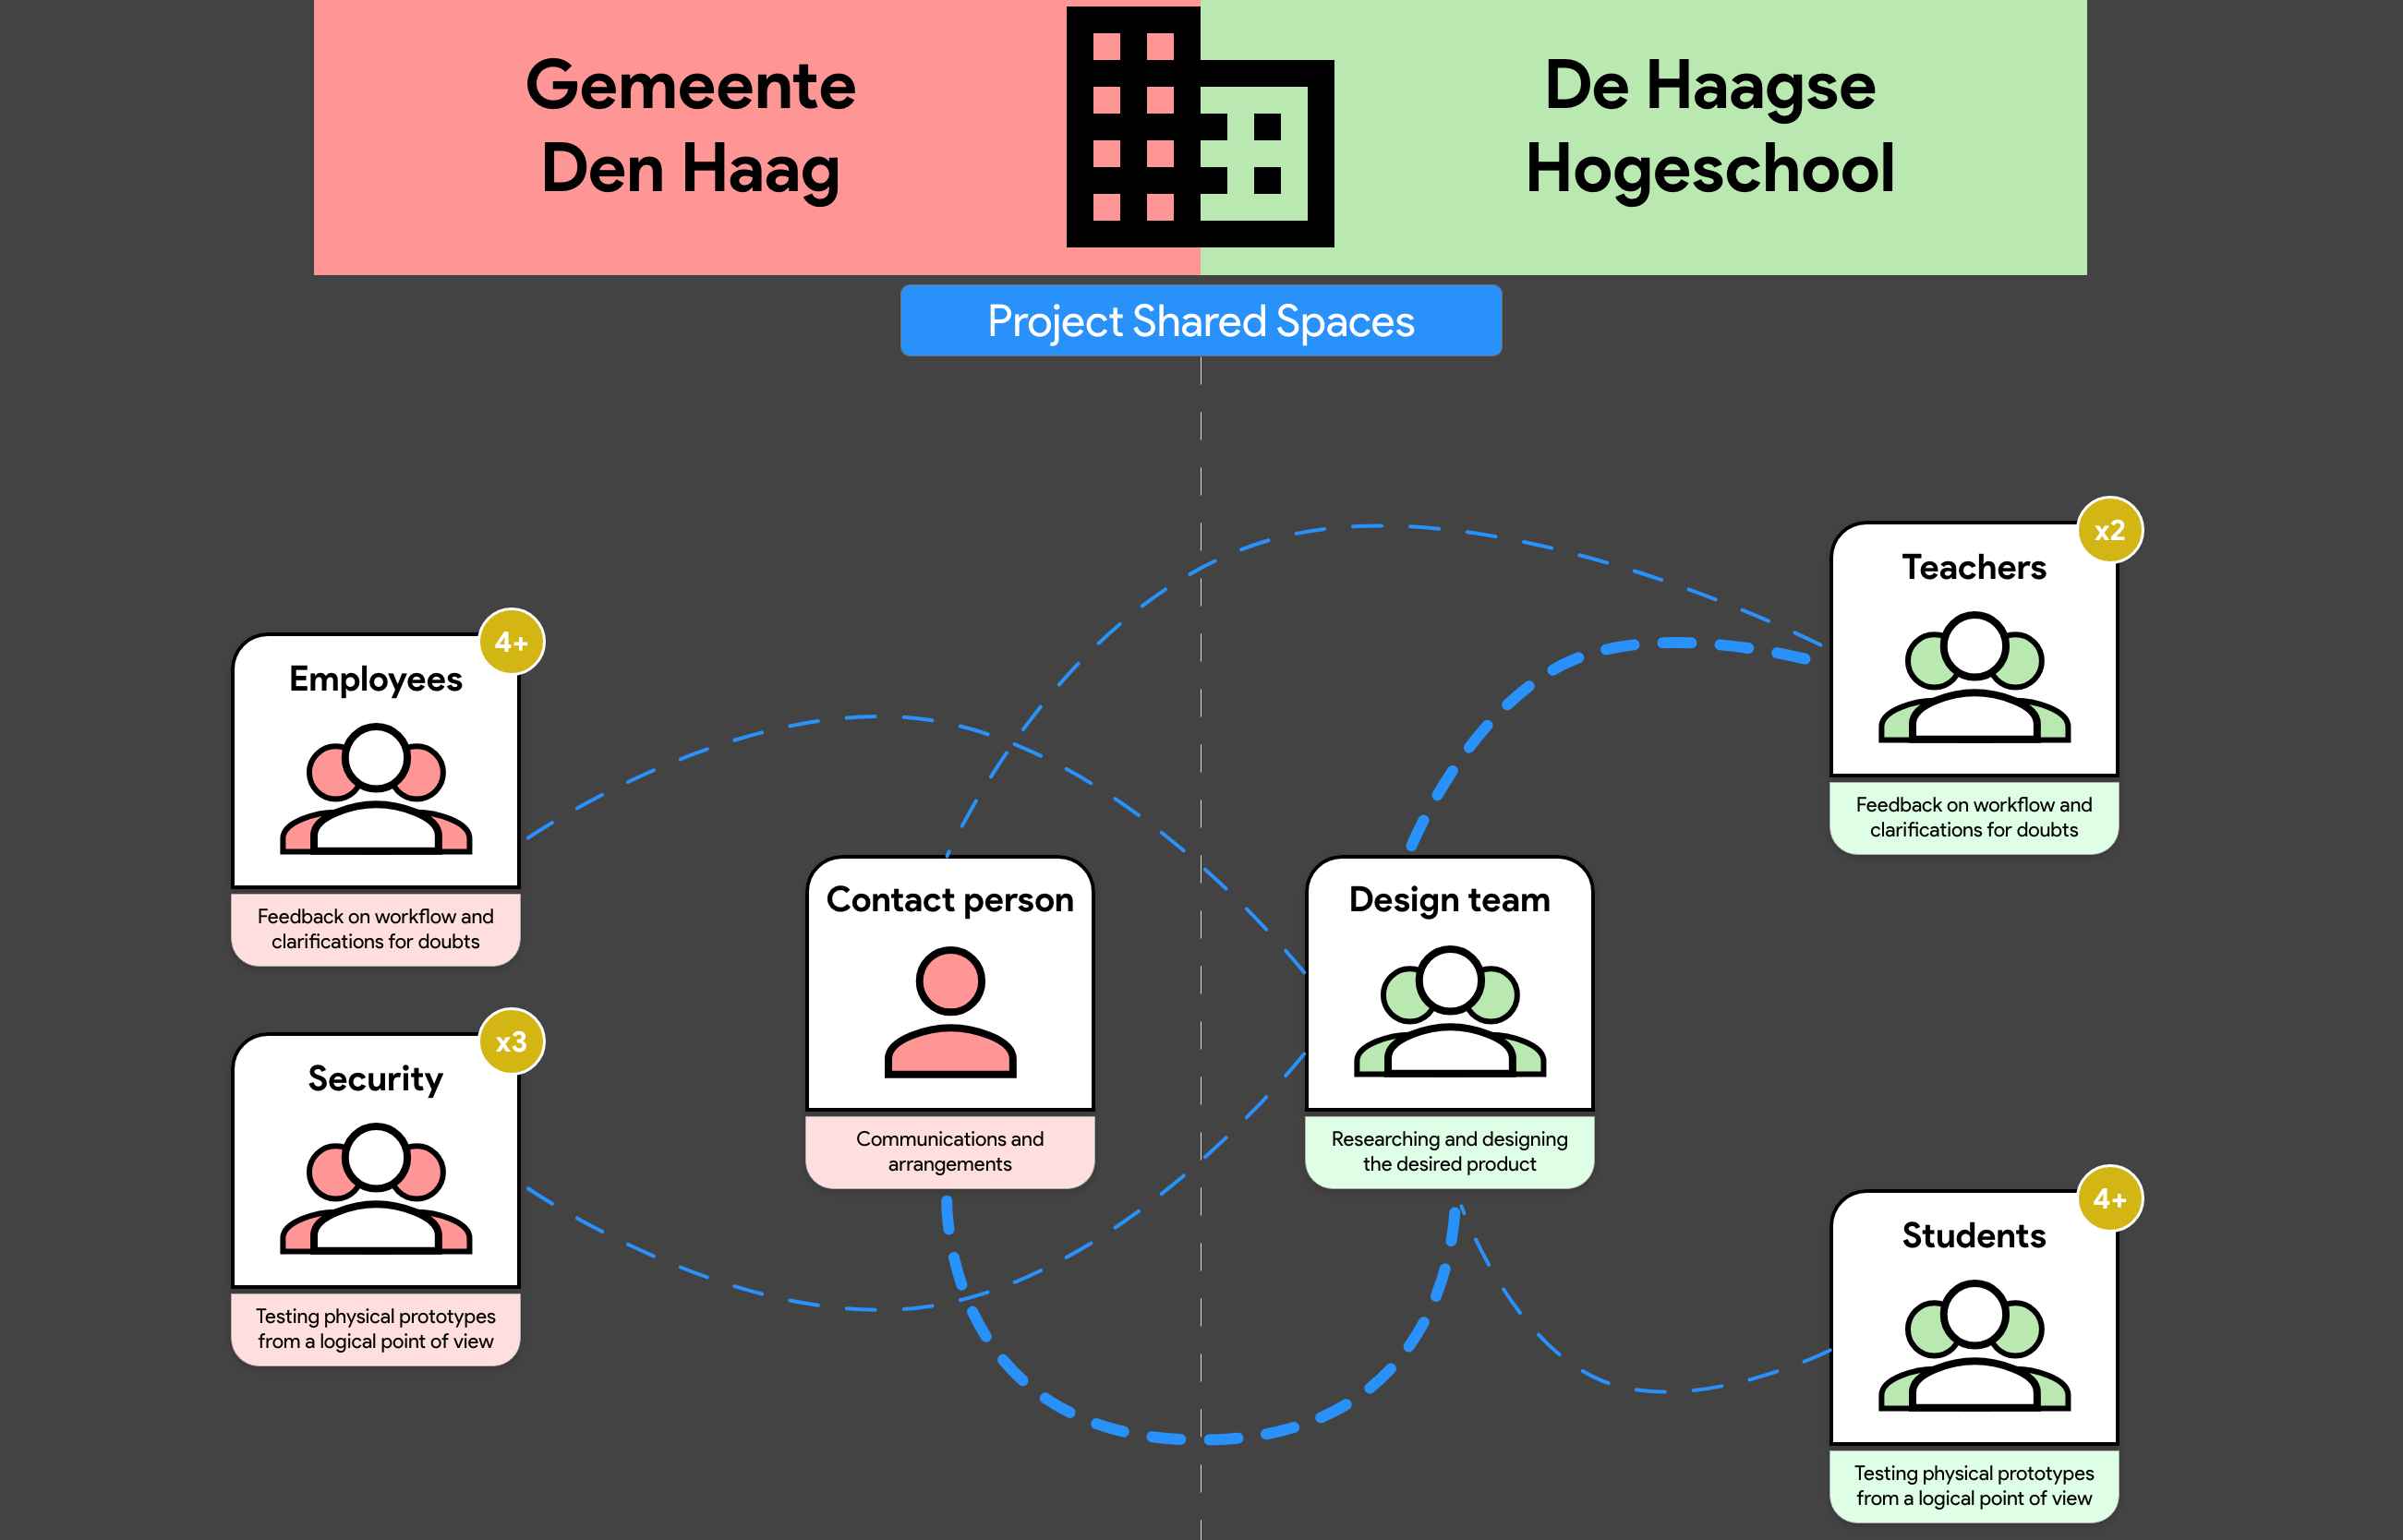 Gemeente
Den Haag
De Haagse
Hogeschool
Project Shared Spaces
x2
Teachers
Feedback on workflow and
clarifications for doubts
4+
Employees
Feedback on workflow and
clarifications for doubts
Contact person
Communications and
arrangements
Design team
Researching and designing
the desired product
x3
Security
Testing physical prototypes
from a logical point of view
4+
Students
Testing physical prototypes
from a logical point of view